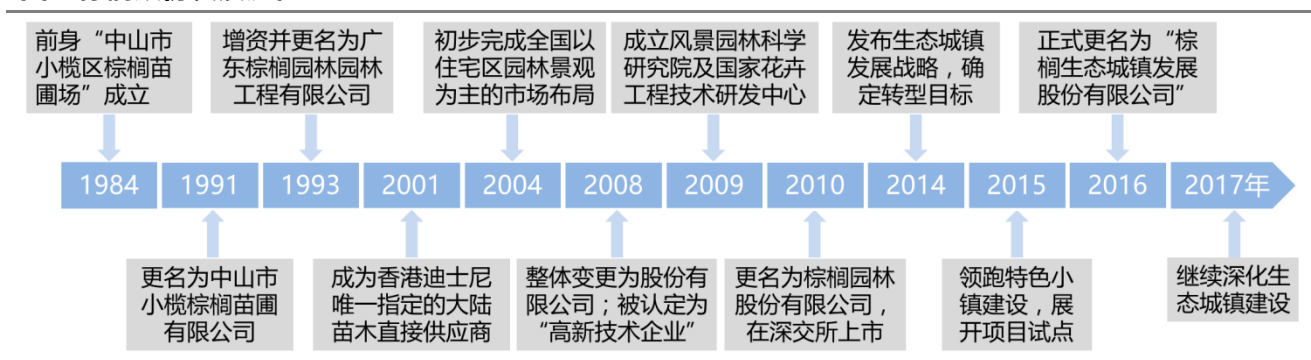 前身“中山市
小榄区棕榈苗
圃场”成立
增资并更名为广
东棕榈园林园林
工程有限公司
初步完成全国以
住宅区园林景观
为主的市场布局
成立风景园林科学
研究院及国家花卉
工程技术研发中心
发布生态城镇
发展战略，确
定转型目标
正式更名为“棕
榈生态城镇发展
股份有限公司”
1984
1991
1993
2001
2004
2008
2009
2010
2014
2015
2016
2017年
更名为中山市
小榄棕榈苗圃
有限公司
成为香港迪士尼
唯一指定的大陆
苗木直接供应商
整体变更为股份有
限公司；被认定为
“高新技术企业”
更名为棕榈园林
股份有限公司，
在深交所上市
领跑特色小
镇建设，展
开项目试点
继续深化生
态城镇建设